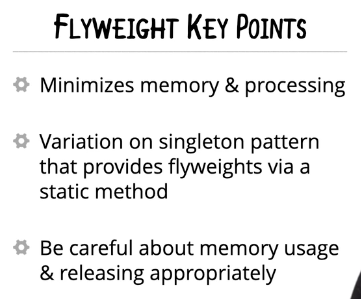 FLYWEIGHT KEY POINTS
Minimizes memory & processing
Variation on singleton pattern
that provides flyweights via a
static method
Be careful about memory usage
& releasing appropriately